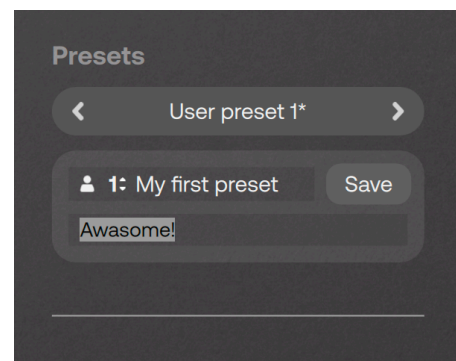 Presets
User preset 1*
1: My first preset
Save
Awasome!